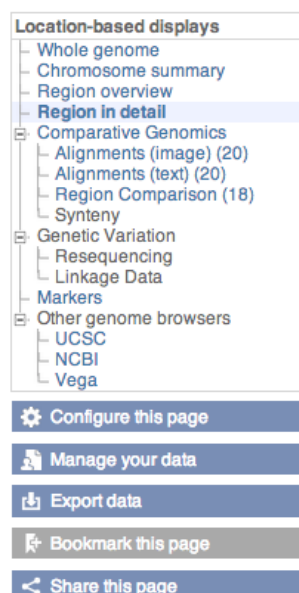 Location-based displays
Whole genome
Chromosome summary
Region overview
Region in detail
Comparative Genomics
Alignments (image) (20)
Alignments (text) (20)
Region Comparison (18)
Synteny
Genetic Variation
Resequencing
Linkage Data
Markers
Other genome browsers
UCSC
NCBI
Vega
Configure this page
Manage your data
Export data
Bookmark this page
Share this page